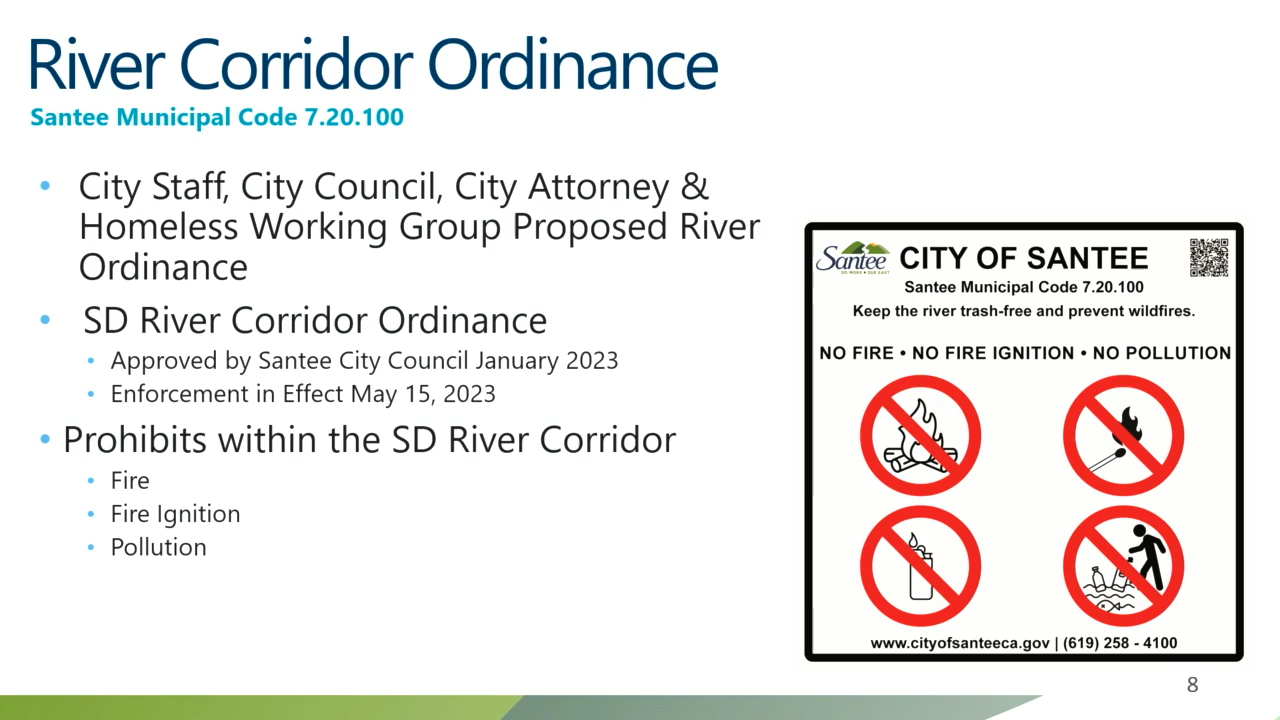 River Corridor Ordinance
Santee Municipal Code 7.20.100
• City Staff, City Council, City Attorney &
Homeless Working Group Proposed River
Ordinance
• SD River Corridor Ordinance
• Approved by Santee City Council January 2023
• Enforcement in Effect May 15, 2023
• Prohibits within the SD River Corridor
• Fire
• Fire Ignition
• Pollution
Santee
DO MORE • OUR EAST
CITY OF SANTEE
Santee Municipal Code 7.20.100
Keep the river trash-free and prevent wildfires.
NO FIRE • NO FIRE IGNITION • NO POLLUTION
www.cityofsanteeca.gov | (619) 258 - 4100
8